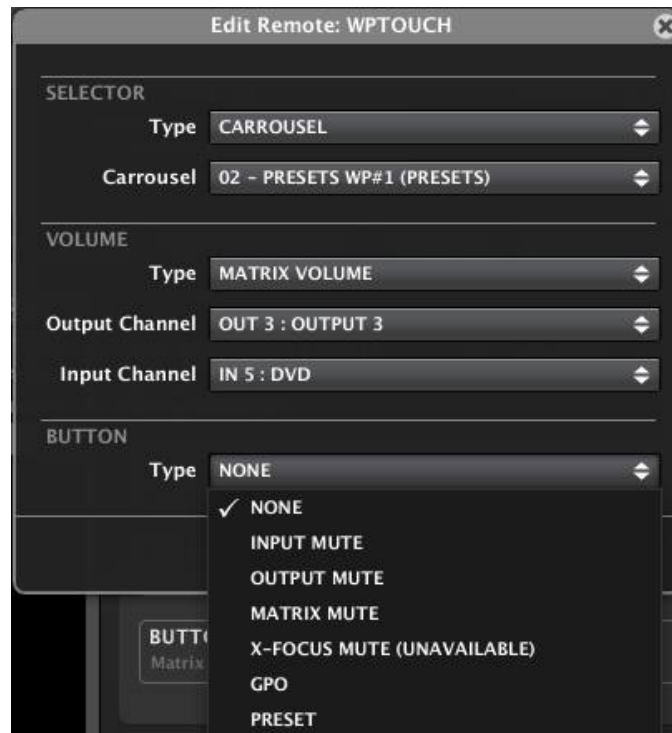 Edit Remote: WPTOUCH
SELECTOR
Type CARROUSEL
Carrousel 02 – PRESETS WP#1 (PRESETS)
VOLUME
Type MATRIX VOLUME
Output Channel OUT 3 : OUTPUT 3
Input Channel IN 5 : DVD
BUTTON
Type NONE
✓ NONE
INPUT MUTE
OUTPUT MUTE
MATRIX MUTE
BUTT
X-FOCUS MUTE (UNAVAILABLE)
Matrix
GPO
PRESET